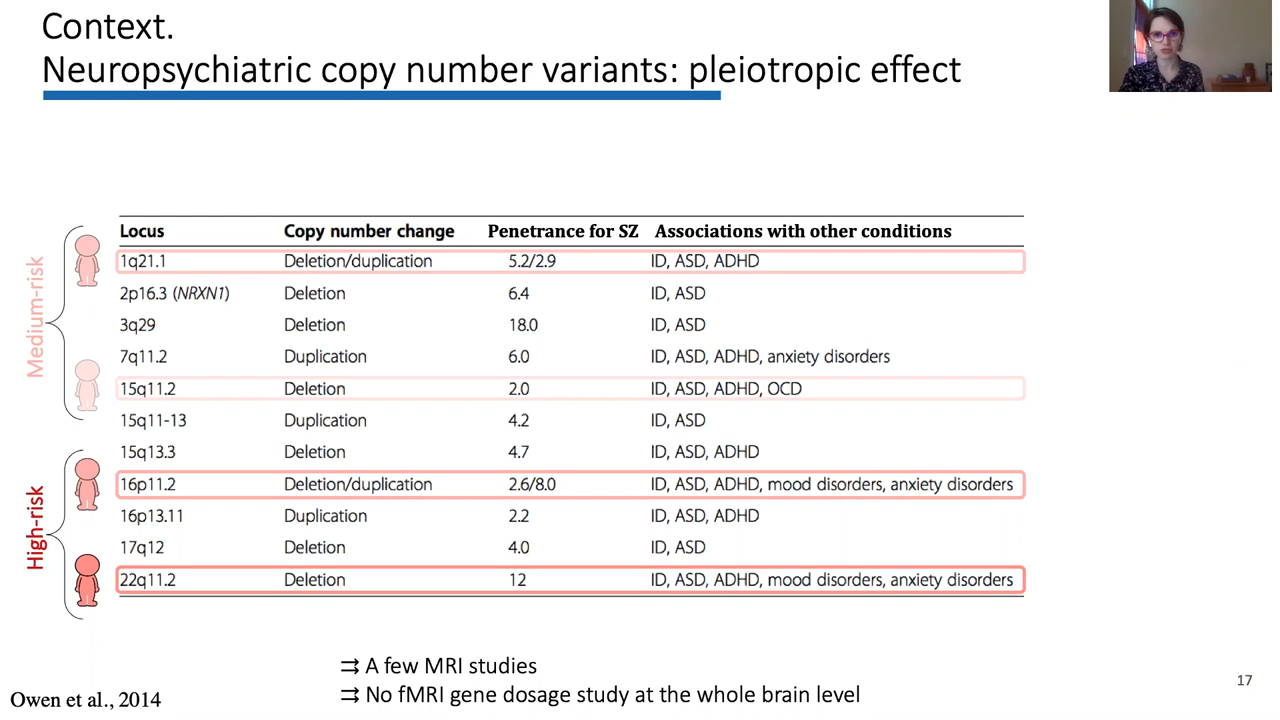 Context.
Neuropsychiatric copy number variants: pleiotropic effect
Medium-risk
High-risk
Locus Copy number change Penetrance for SZ Associations with other conditions
1q21.1 Deletion/duplication 5.2/2.9 ID, ASD, ADHD
2p16.3 (NRXN1) Deletion 6.4 ID, ASD
3q29 Deletion 18.0 ID, ASD
7q11.2 Duplication 6.0 ID, ASD, ADHD, anxiety disorders
15q11.2 Deletion 2.0 ID, ASD, ADHD, OCD
15q11-13 Duplication 4.2 ID, ASD
15q13.3 Deletion 4.7 ID, ASD, ADHD
16p11.2 Deletion/duplication 2.6/8.0 ID, ASD, ADHD, mood disorders, anxiety disorders
16p13.11 Duplication 2.2 ID, ASD, ADHD
17q12 Deletion 4.0 ID, ASD
22q11.2 Deletion 12 ID, ASD, ADHD, mood disorders, anxiety disorders
⇉ A few MRI studies
⇉ No fMRI gene dosage study at the whole brain level
Owen et al., 2014
17